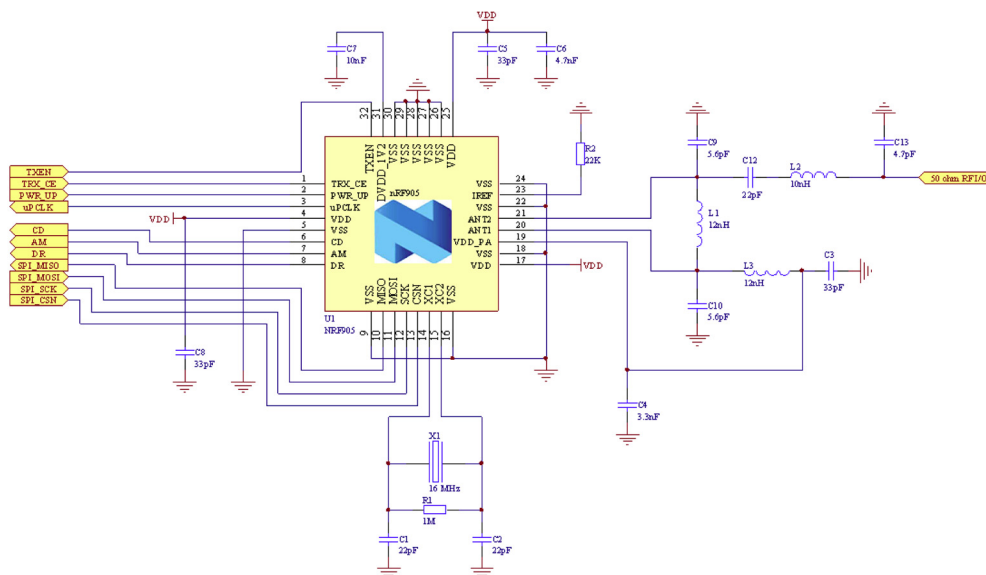 VDD
C7
10nF
C5
33pF
C6
4.7nF
32
31
30
29
28
27
26
25
TXEN
DVDD_1V2
VSS
VSS
VSS
VSS
VSS
VDD
R2
22K
C9
5.6pF
C12
22pF
L2
10nH
C13
4.7pF
50 ohm RFI/O
TXEN
TRX_CE
PWR_UP
uPCLK
CD
AM
DR
SPI_MISO
SPI_MOSI
SPI_SCK
SPI_CSN
VDD
1
2
3
4
5
6
7
8
TRX_CE
PWR_UP
uPCLK
VDD
VSS
CD
AM
DR
nRF905
VSS
IREF
VSS
ANT2
ANT1
VDD_PA
VSS
VDD
24
23
22
21
20
19
18
17
VDD
L1
12nH
L3
12nH
C3
33pF
C10
5.6pF
VSS
MISO
MOSI
SCK
CSN
XC1
XC2
VSS
U1
NRF905
9
10
11
12
13
14
15
16
C8
33pF
C4
3.3nF
X1
16 MHz
R1
1M
C1
22pF
C2
22pF